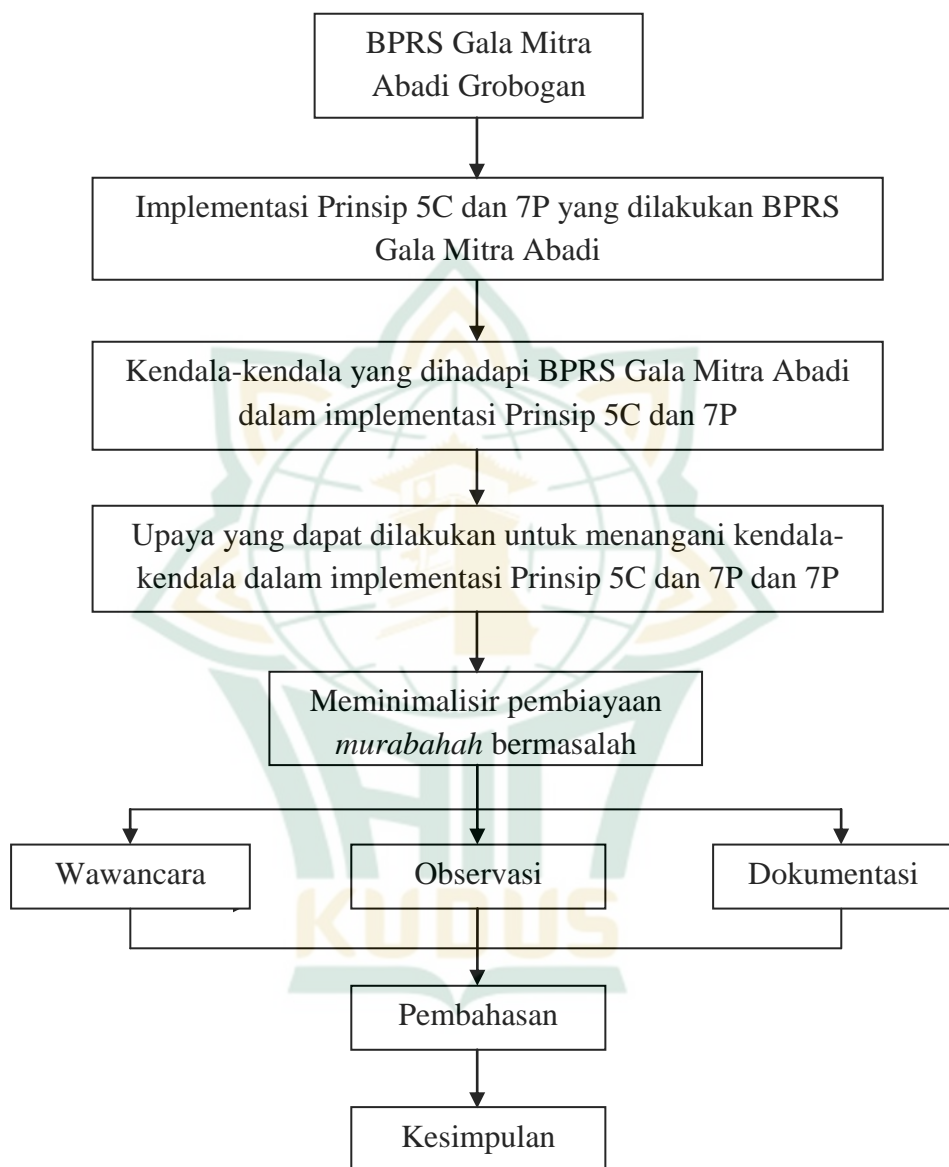 BPRS Gala Mitra
Abadi Grobogan
Implementasi Prinsip 5C dan 7P yang dilakukan BPRS
Gala Mitra Abadi
Kendala-kendala yang dihadapi BPRS Gala Mitra Abadi
dalam implementasi Prinsip 5C dan 7P
Upaya yang dapat dilakukan untuk menangani kendala-
kendala dalam implementasi Prinsip 5C dan 7P dan 7P
Meminimalisir pembiayaan
murabahah bermasalah
Wawancara
Observasi
Dokumentasi
KUDUS
Pembahasan
Kesimpulan